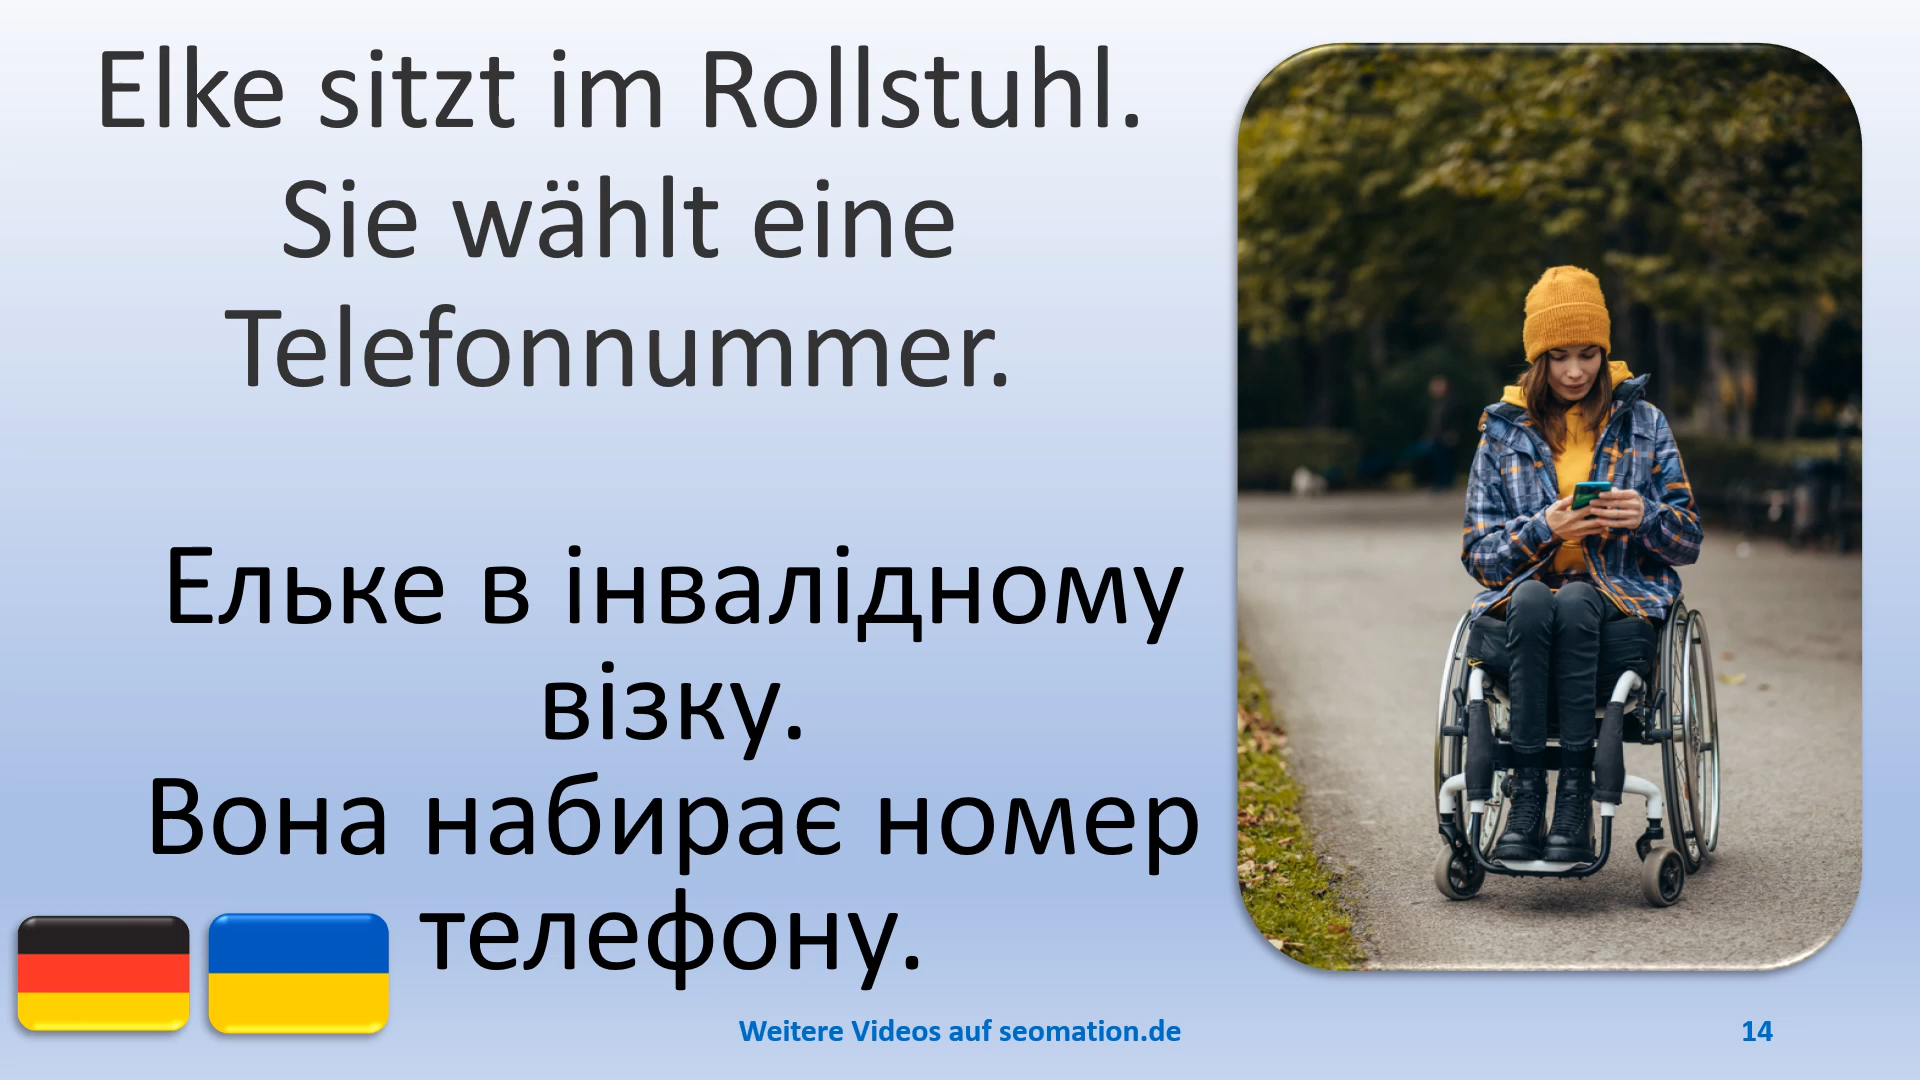 Elke sitzt im Rollstuhl.
Sie wählt eine
Telefonnummer.
Ельке в інвалідному
візку.
Вона набирає номер
телефону.
Weitere Videos auf seomation.de
14